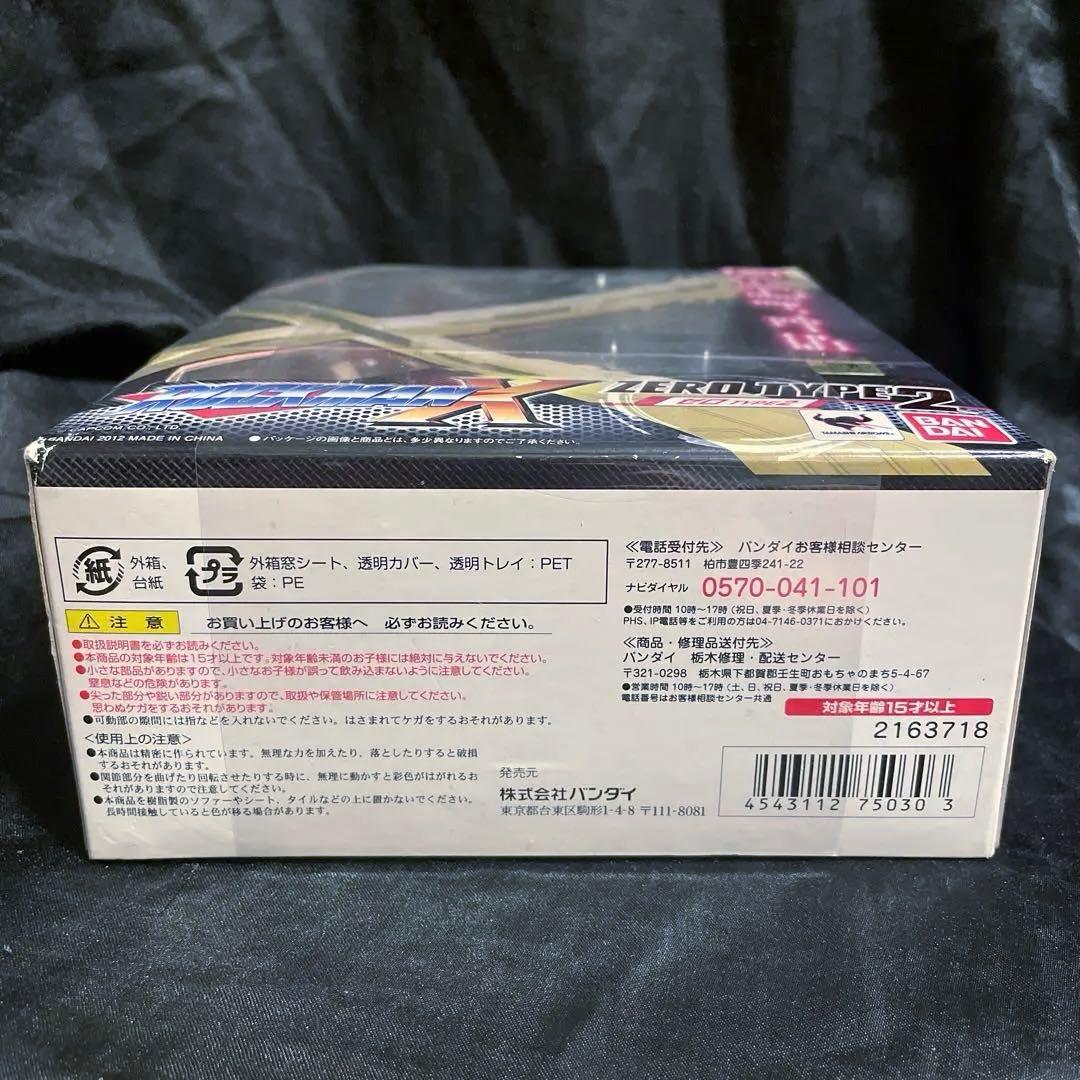 ROCKMAN X ZERO TYPE 2
CAPCOM CO., LTD.
BANDAI 2012 MADE IN CHINA
●パッケージの画像と商品とは、多少異なりますのでご了承ください。
TAMASHII NATIONS
BAN
DAI
紙 外箱、
台紙
プラ 外箱窓シート、透明カバー、透明トレイ：PET
袋：PE
注 意 お買い上げのお客様へ 必ずお読みください。
●取扱説明書を必ずお読みください。
●本商品の対象年齢は15才以上です。対象年齢未満のお子様には絶対に与えないでください。
●小さな部品がありますので、小さなお子様が誤って飲み込まないように注意してください。
窒息などの危険があります。
●尖った部分や鋭い部分がありますので、取扱や保管場所に注意してください。
思わぬケガをするおそれがあります。
●可動部の隙間には指などを入れないでください。はさまれてケガをするおそれがあります。
<使用上の注意>
●本商品は精密に作られています。無理な力を加えたり、落としたりすると破損
するおそれがあります。
●関節部分を曲げたり回転させたりする時に、無理に動かすと彩色がはがれるお
それがありますので注意してください。
●本商品を樹脂製のソファーやシート、タイルなどの上に置かないでください。
長時間接触していると色が移る場合があります。
発売元
株式会社バンダイ
東京都台東区駒形1-4-8 〒111-8081
≪電話受付先≫ バンダイお客様相談センター
〒277-8511 柏市豊四季241-22
ナビダイヤル 0570-041-101
●受付時間 10時〜17時（祝日、夏季・冬季休業日を除く）
PHS、IP電話等をご利用の方は04-7146-0371におかけください。
≪商品・修理品送付先≫
バンダイ 栃木修理・配送センター
〒321-0298 栃木県下都賀郡壬生町おもちゃのまち5-4-67
●営業時間 10時〜17時（土、日、祝日、夏季・冬季休業日を除く）
電話番号はお客様相談センター共通
対象年齢15才以上
2163718
4543112 75030 3